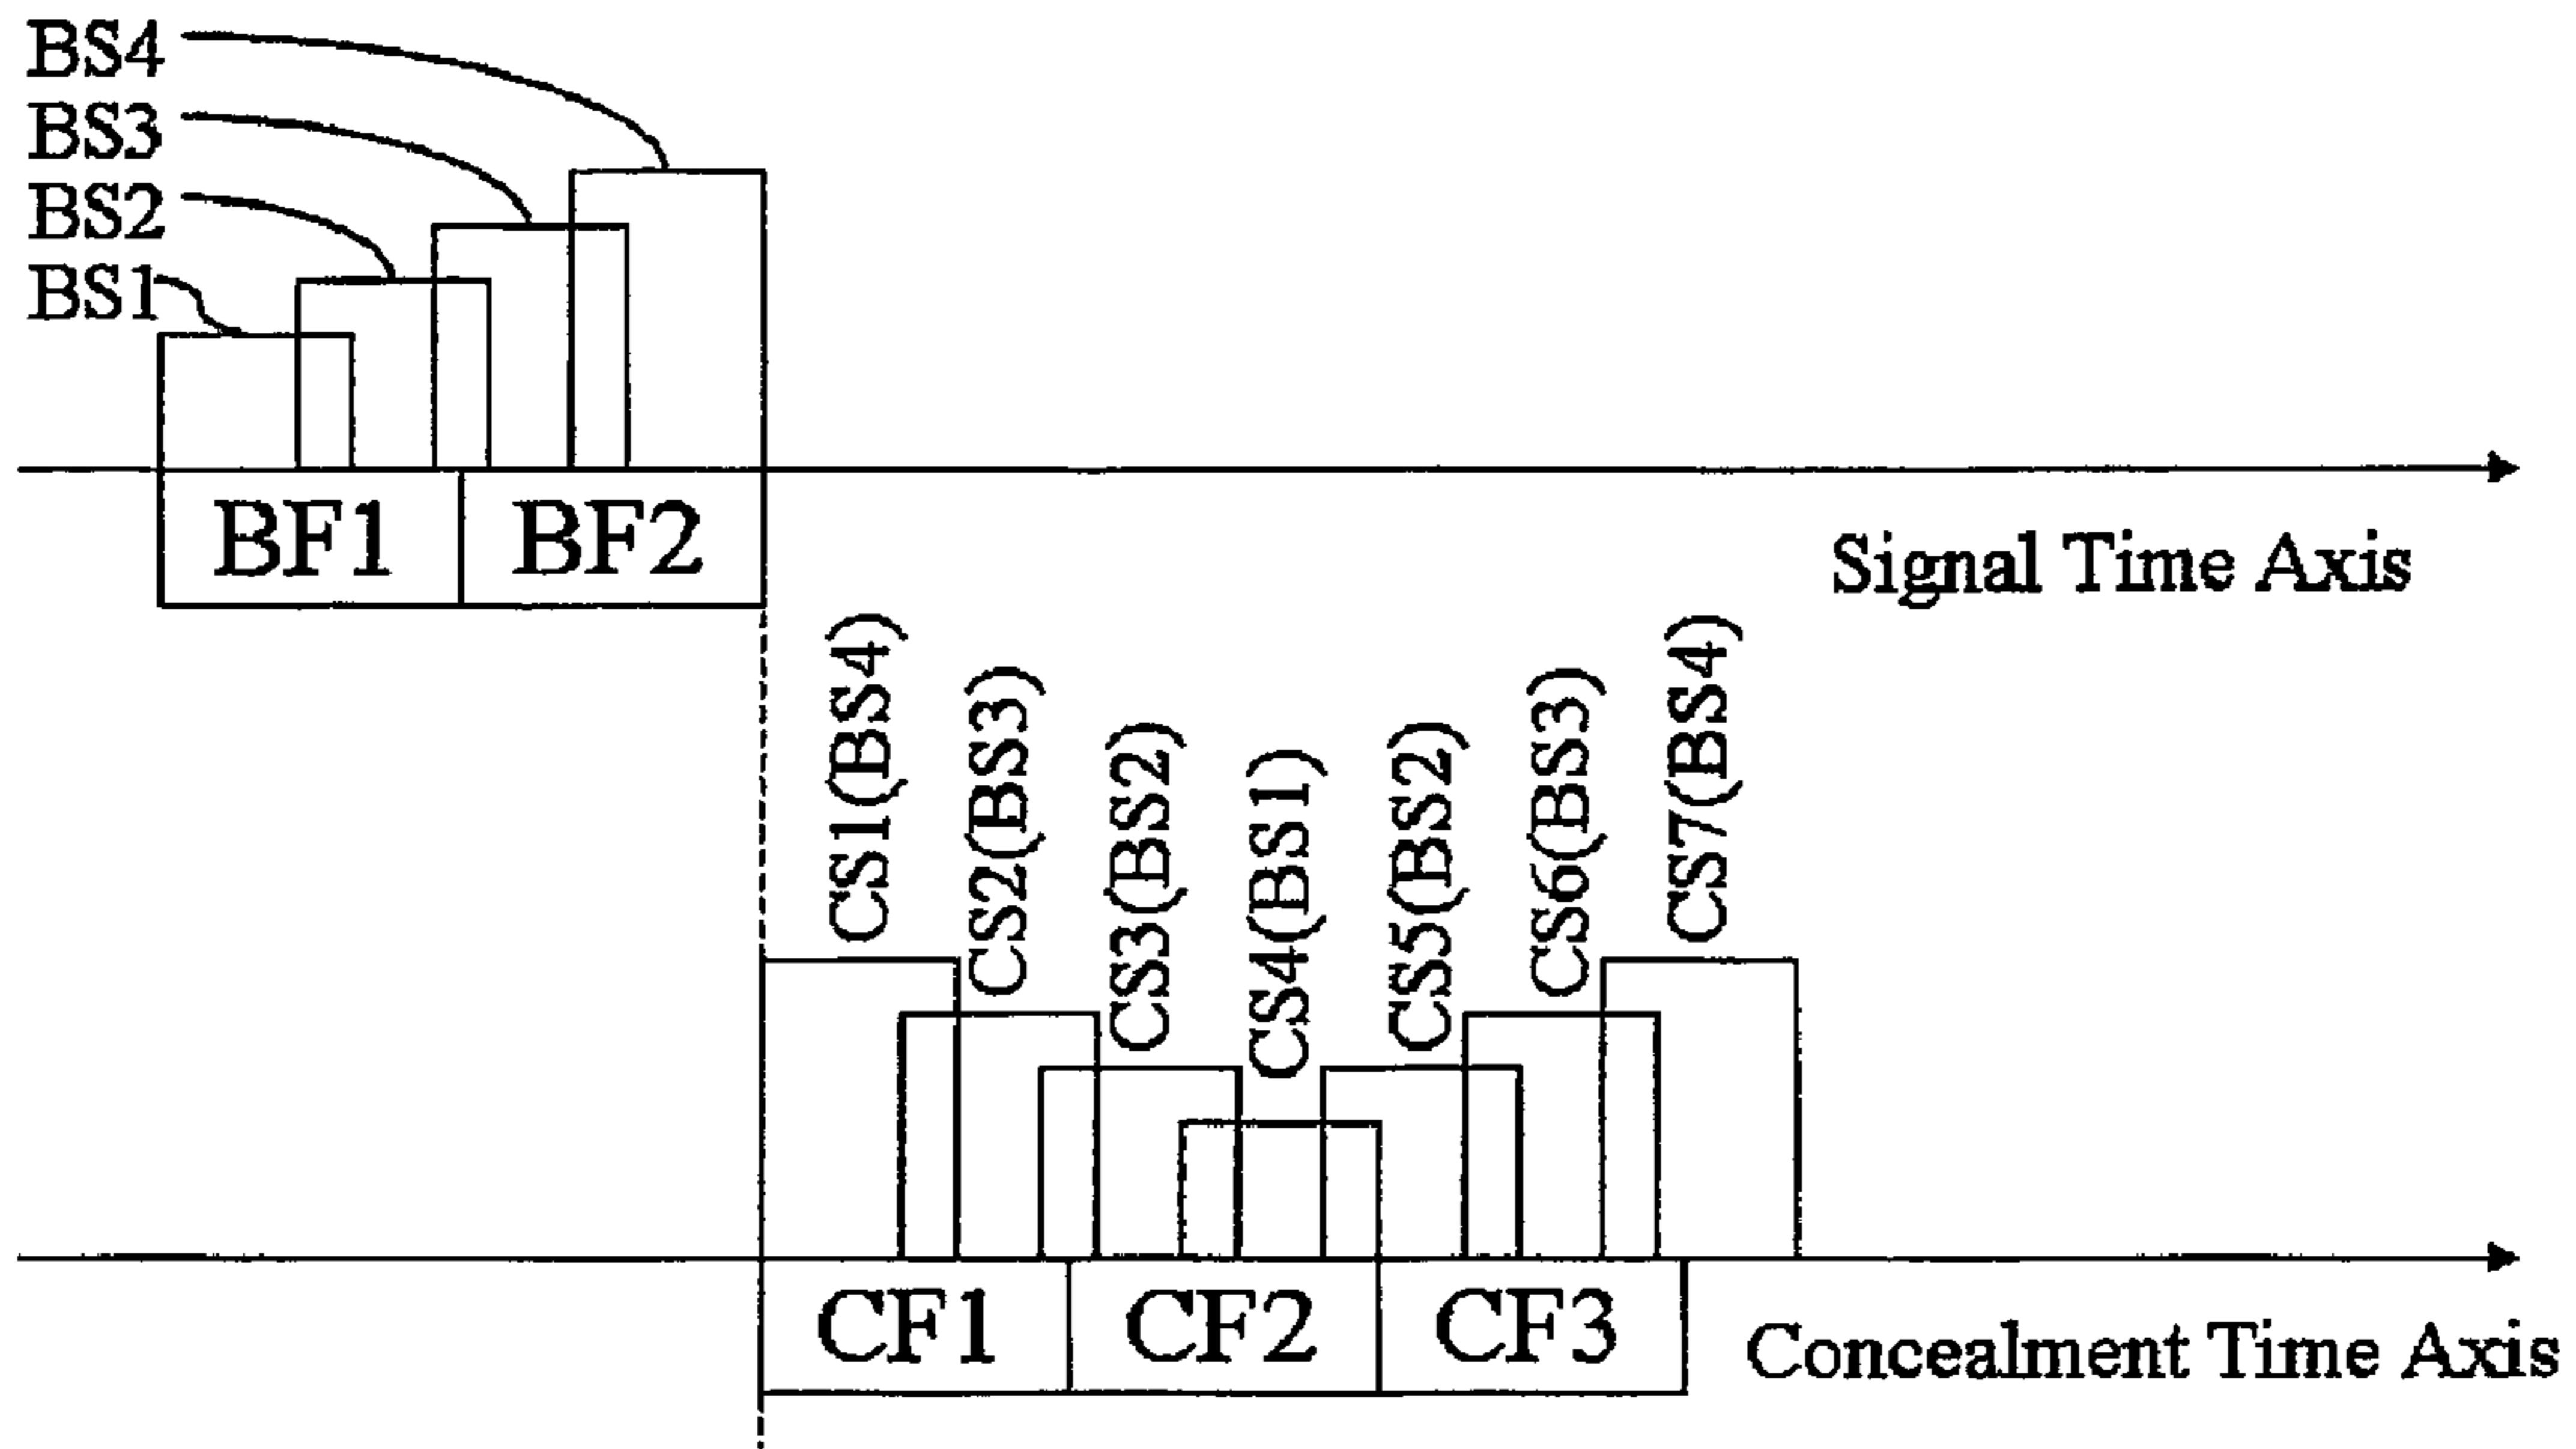 BS4
BS3
BS2
BS1
BF1
BF2
Signal Time Axis
CS1(BS4)
CS2(BS3)
CS3(BS2)
CS4(BS1)
CS5(BS2)
CS6(BS3)
CS7(BS4)
CF1
CF2
CF3
Concealment Time Axis